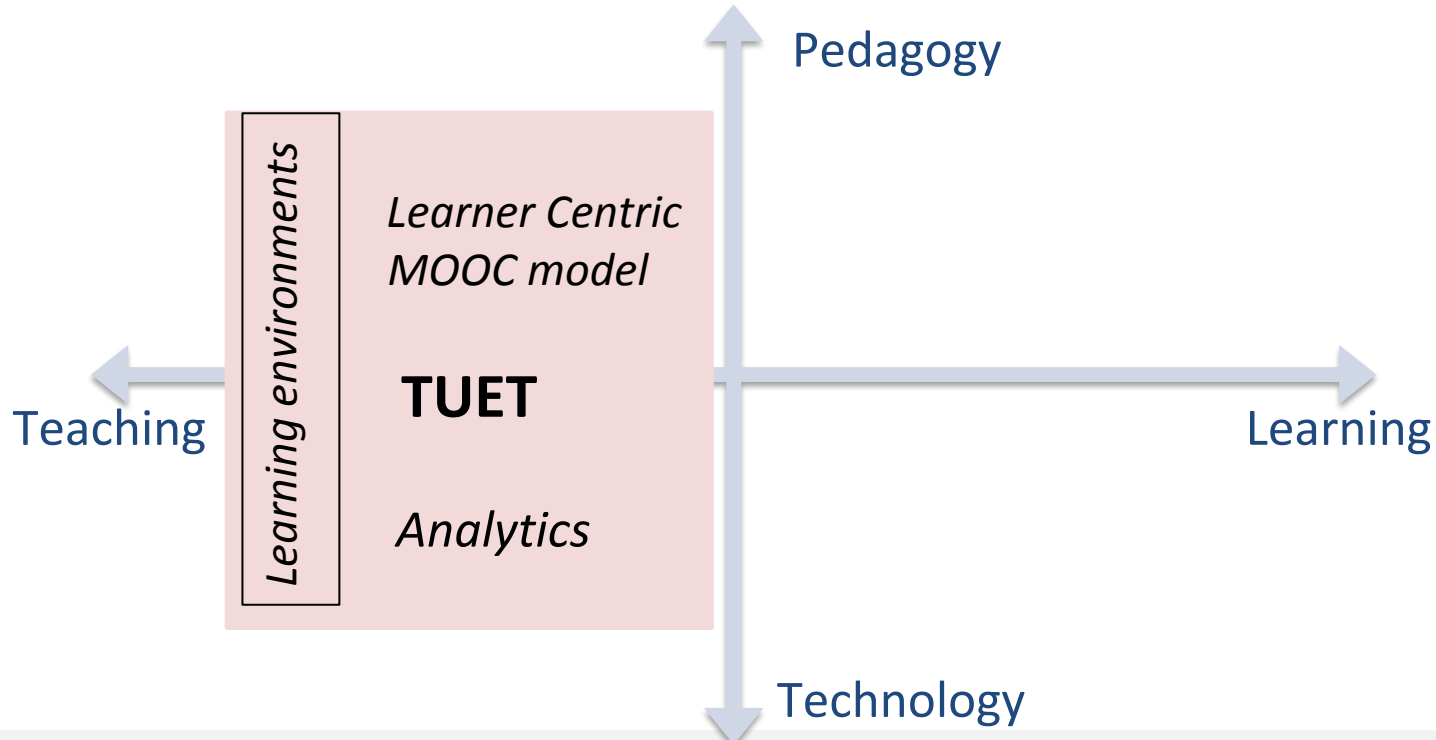 Pedagogy
Learning environments
Learner Centric
MOOC model
TUET
Teaching
Learning
Analytics
Technology